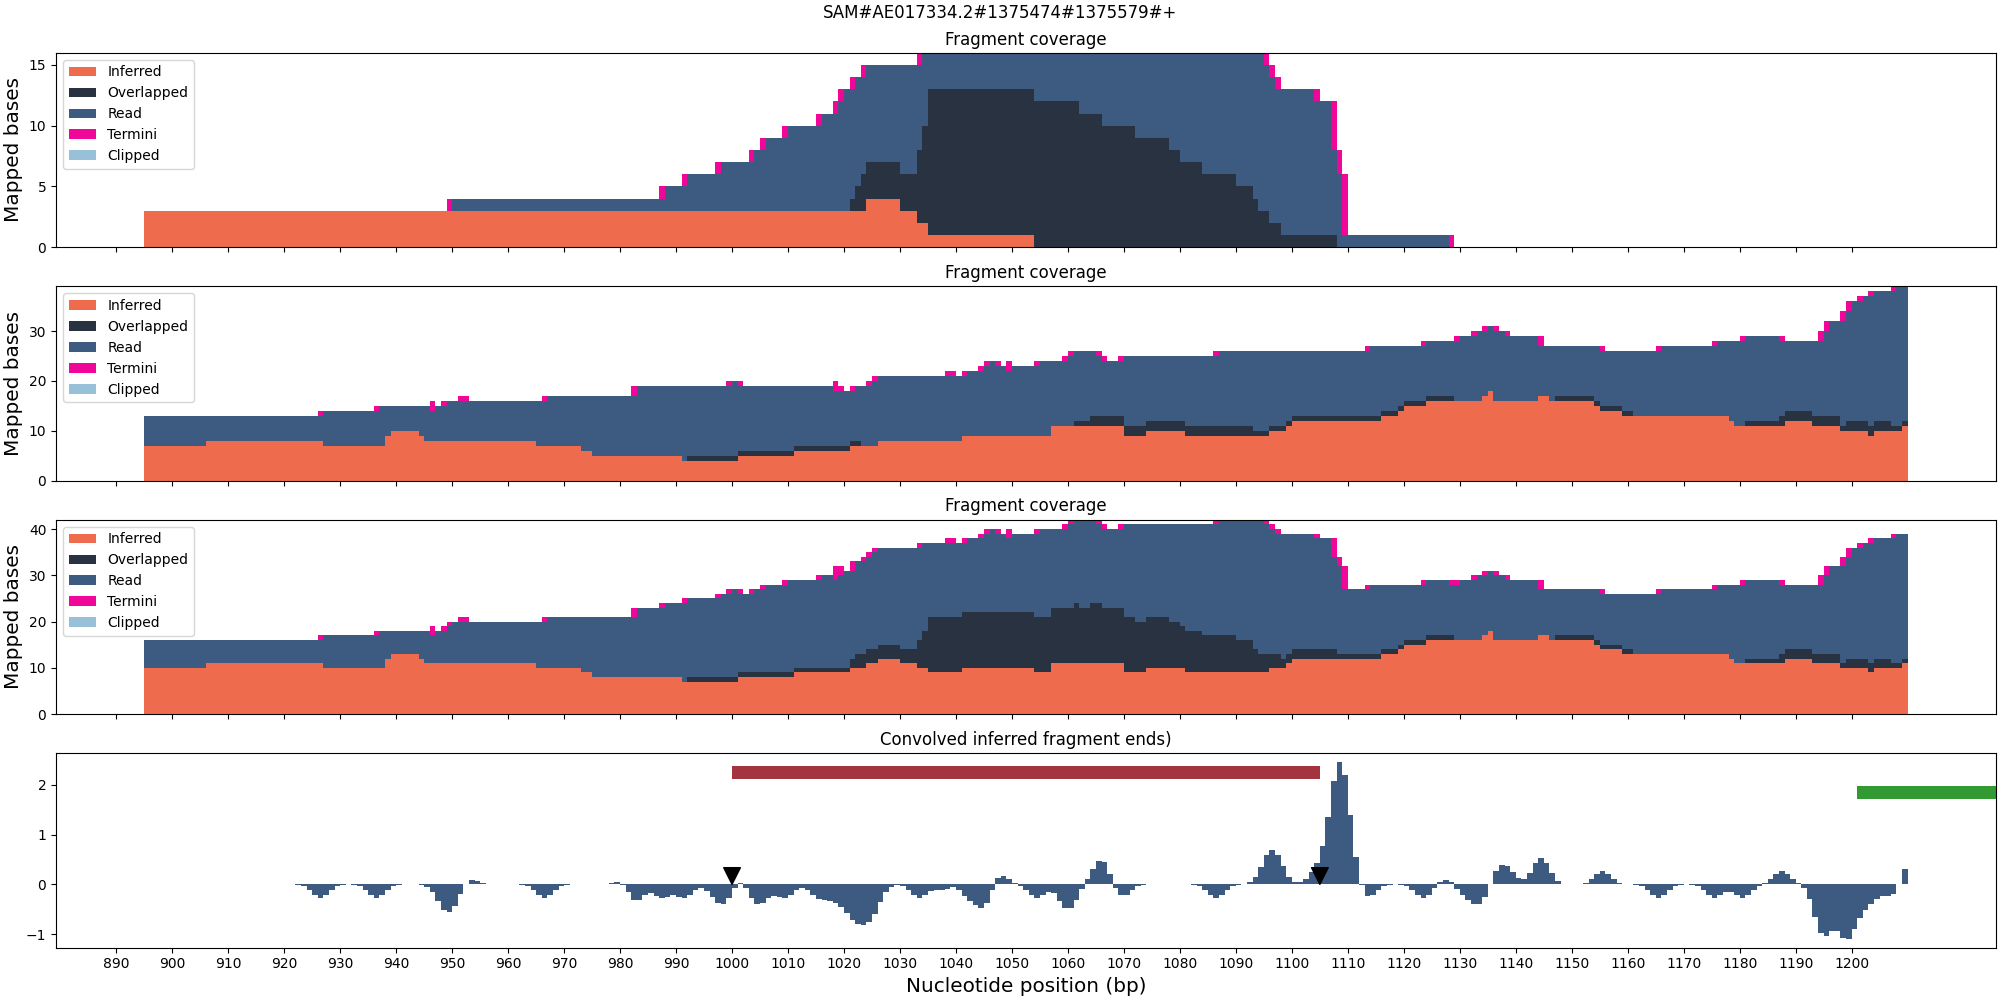 SAM#AE017334.2#1375474#1375579#+
Fragment coverage
Mapped bases
15
10
5
0
Inferred
Overlapped
Read
Termini
Clipped
Fragment coverage
Mapped bases
30
20
10
0
Inferred
Overlapped
Read
Termini
Clipped
Fragment coverage
Mapped bases
40
30
20
10
0
Inferred
Overlapped
Read
Termini
Clipped
Convolved inferred fragment ends)
2
1
0
−1
890 900 910 920 930 940 950 960 970 980 990 1000 1010 1020 1030 1040 1050 1060 1070 1080 1090 1100 1110 1120 1130 1140 1150 1160 1170 1180 1190 1200
Nucleotide position (bp)